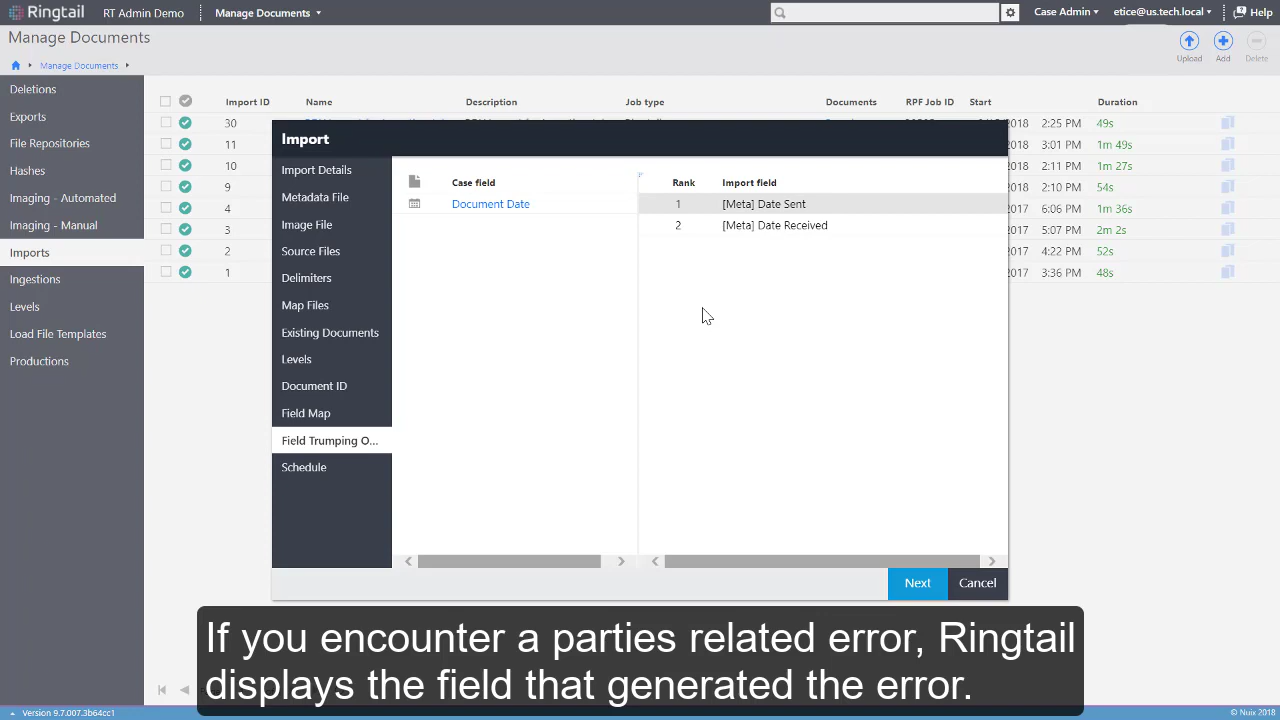 Ringtail RT Admin Demo Manage Documents Case Admin etice@us.tech.local Help
Manage Documents
Manage Documents
Upload Add Delete
Deletions
Exports
File Repositories
Hashes
Imaging - Automated
Imaging - Manual
Imports
Ingestions
Levels
Load File Templates
Productions
Import ID Name Description Job type Documents RPF Job ID Start Duration
30 2018 2:25 PM 49s
11 2018 3:01 PM 1m 49s
10 2018 2:21 PM 1m 27s
9 2018 2:10 PM 54s
4 2017 6:06 PM 1m 36s
3 2017 5:07 PM 2m 2s
2 2017 4:22 PM 52s
1 2017 3:36 PM 48s
Import
Import Details
Metadata File
Image File
Source Files
Delimiters
Map Files
Existing Documents
Levels
Document ID
Field Map
Field Trumping O...
Schedule
Case field
Document Date
Rank Import field
1 [Meta] Date Sent
2 [Meta] Date Received
Next Cancel
If you encounter a parties related error, Ringtail
displays the field that generated the error.
Version 9.7.007.3b64cc1
© Nuix 2018